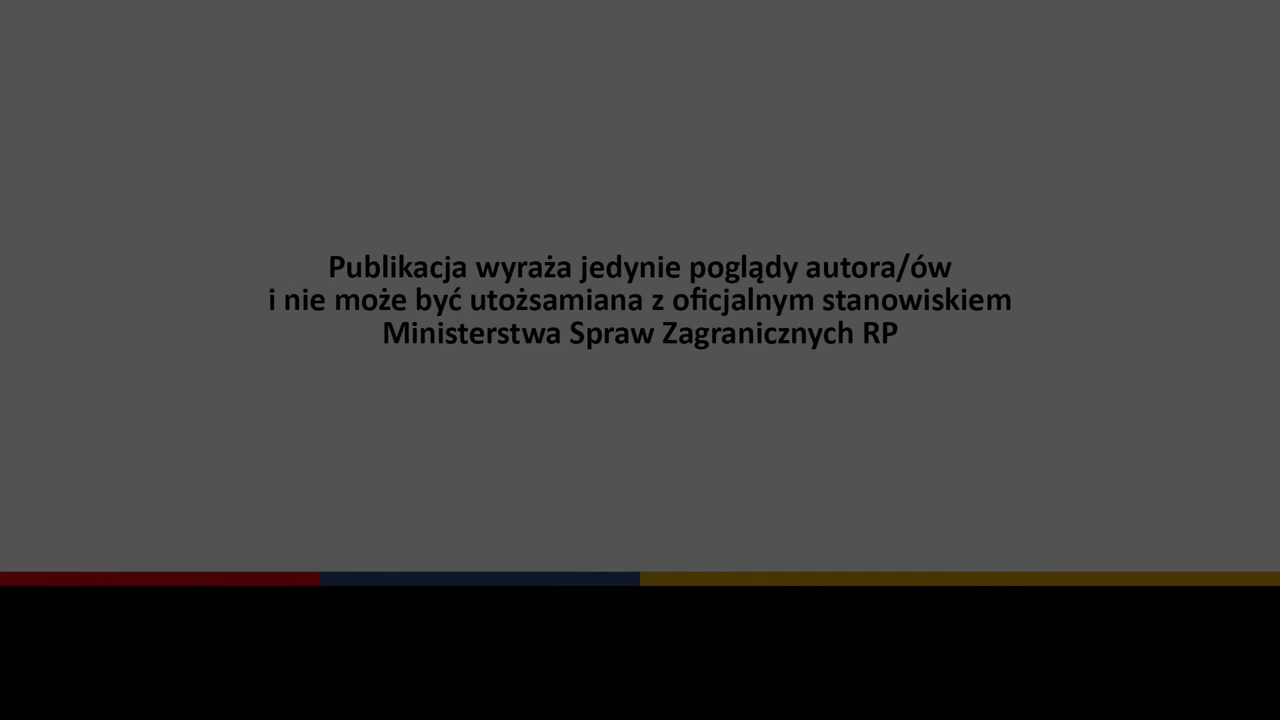 Publikacja wyraża jedynie poglądy autora/ów
i nie może być utożsamiana z oficjalnym stanowiskiem
Ministerstwa Spraw Zagranicznych RP